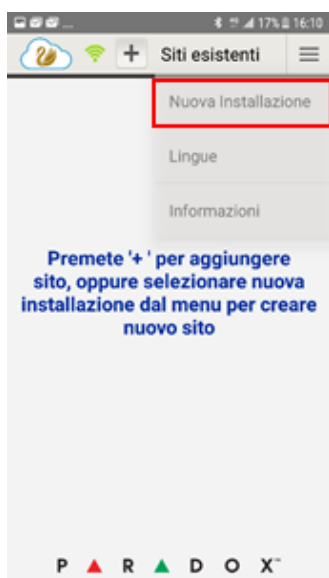 17% 16:10
+ Siti esistenti
Nuova Installazione
Lingue
Informazioni
Premete '+ ' per aggiungere
sito, oppure selezionare nuova
installazione dal menu per creare
nuovo sito
PARADOX™